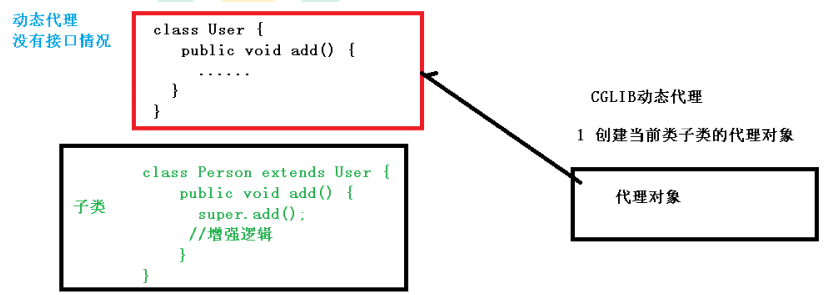 动态代理
没有接口情况
class User {
public void add() {
......
}
}
子类
class Person extends User {
public void add() {
super.add();
//增强逻辑
}
}
CGLIB动态代理
1 创建当前类子类的代理对象
代理对象